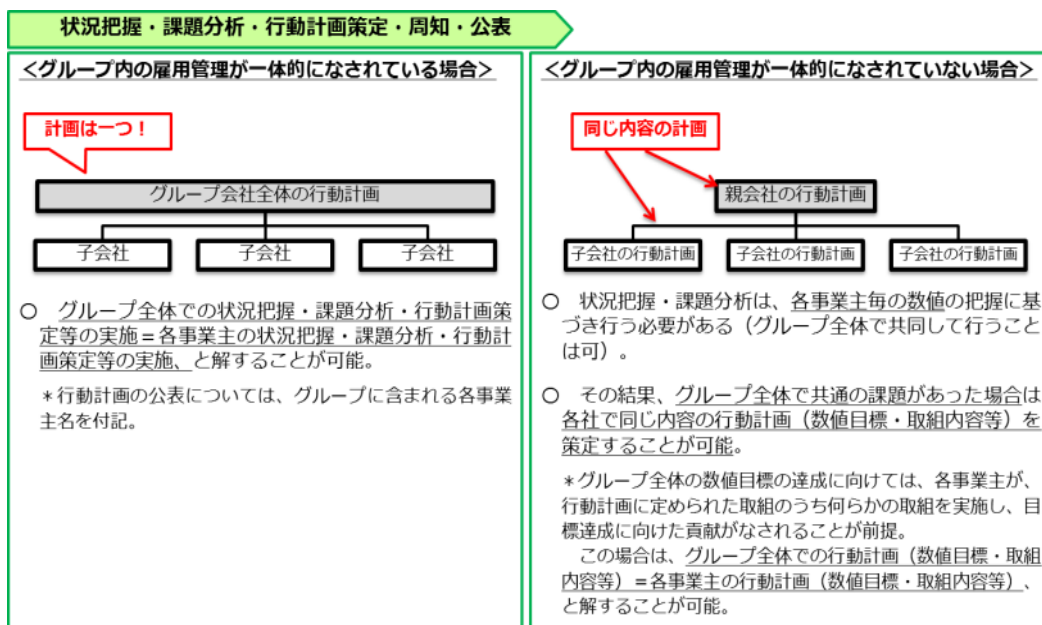 状況把握・課題分析・行動計画策定・周知・公表
＜グループ内の雇用管理が一体的になされている場合＞
計画は一つ！
グループ会社全体の行動計画
子会社 子会社 子会社
○ グループ全体での状況把握・課題分析・行動計画策
定等の実施＝各事業主の状況把握・課題分析・行動計
画策定等の実施、と解することが可能。
＊行動計画の公表については、グループに含まれる各事業
主名を付記。
＜グループ内の雇用管理が一体的になされていない場合＞
同じ内容の計画
親会社の行動計画
子会社の行動計画 子会社の行動計画 子会社の行動計画
○ 状況把握・課題分析は、各事業主毎の数値の把握に基
づき行う必要がある（グループ全体で共同して行うこと
は可）。
○ その結果、グループ全体で共通の課題があった場合は
各社で同じ内容の行動計画（数値目標・取組内容等）を
策定することが可能。
＊グループ全体の数値目標の達成に向けては、各事業主が、
行動計画に定められた取組のうち何らかの取組を実施し、目
標達成に向けた貢献がなされることが前提。
この場合は、グループ全体での行動計画（数値目標・取組
内容等）＝各事業主の行動計画（数値目標・取組内容等）、
と解することが可能。